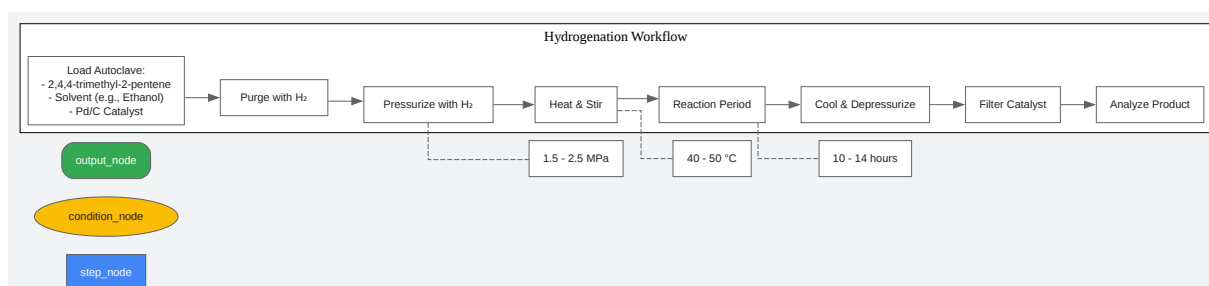 Hydrogenation Workflow
Load Autoclave:
- 2,4,4-trimethyl-2-pentene
- Solvent (e.g., Ethanol)
- Pd/C Catalyst
Purge with H₂
Pressurize with H₂
Heat & Stir
Reaction Period
Cool & Depressurize
Filter Catalyst
Analyze Product
1.5 - 2.5 MPa
40 - 50 °C
10 - 14 hours
output_node
condition_node
step_node